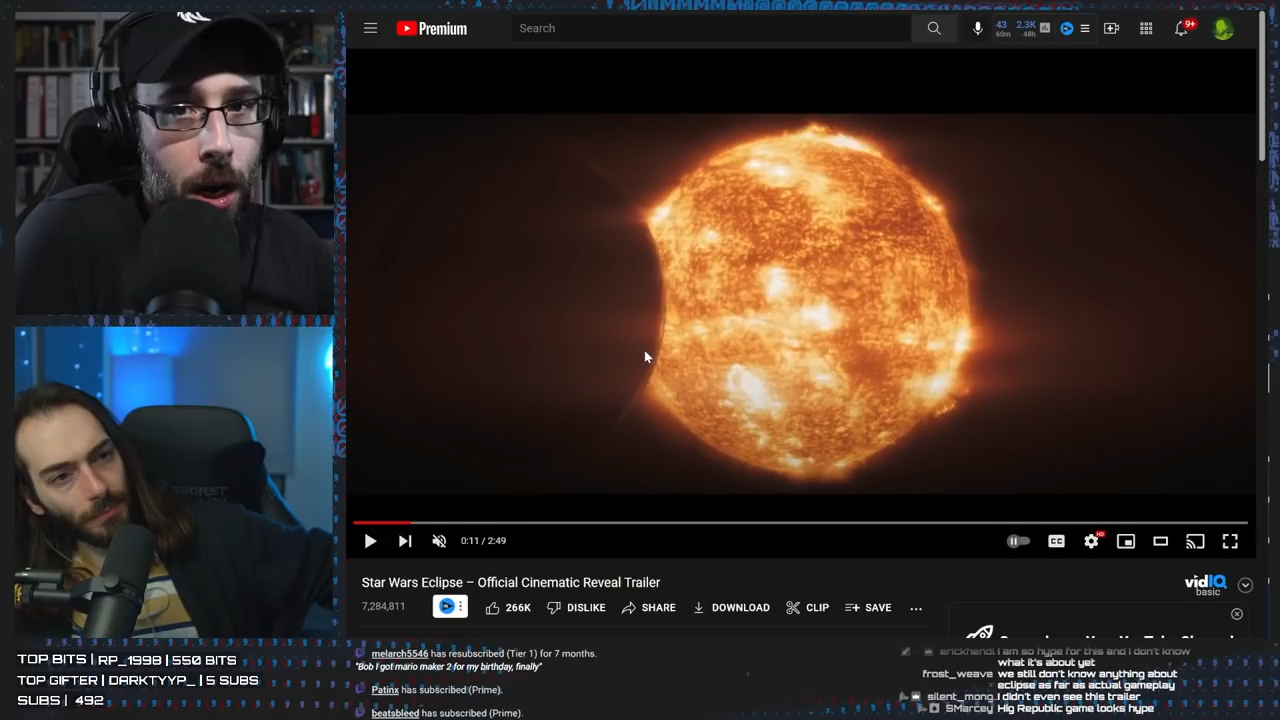 Premium
Search
43
60m
2.3K
48h
9+
0:11 / 2:49
CC
HD
Star Wars Eclipse – Official Cinematic Reveal Trailer
vidIQ
basic
7,284,811
266K
DISLIKE
SHARE
DOWNLOAD
CLIP
SAVE
SECRET
TOP BITS | RP_1998 | 550 BITS
TOP GIFTER | DARKTYYP_ | 5 SUBS
SUBS | 492
melarch5546 has resubscribed (Tier 1) for 7 months.
"Bob I got mario maker 2 for my birthday, finally"
Patinx has subscribed (Prime).
beatsbleed has subscribed (Prime).
erickhendi I am so hype for this and I don't know
what it's about yet
frost_weave we still don't know anything about
eclipse as far as actual gameplay
silent_mong I didn't even see this trailer
SMarcey Hig Republic game looks hype